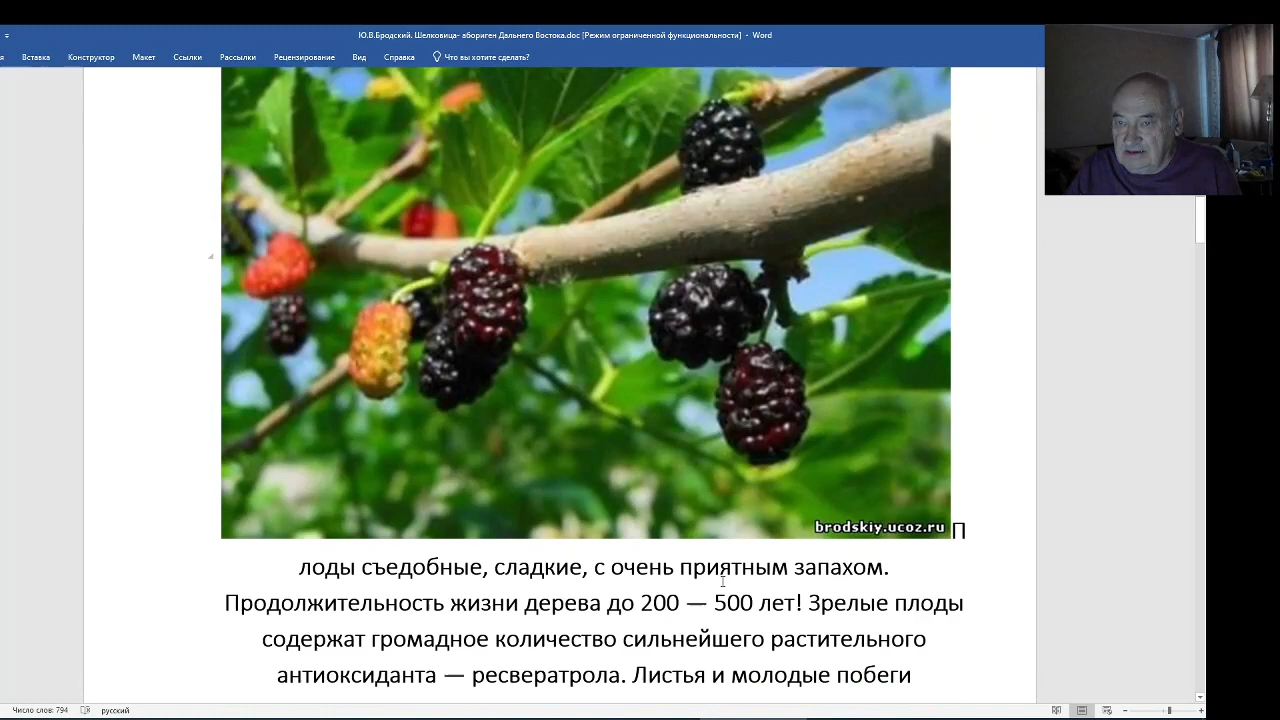 Ю.В.Бродский. Шелковица- абориген Дальнего Востока.doc [Режим ограниченной функциональности] - Word
Вставка Конструктор Макет Ссылки Рассылки Рецензирование Вид Справка Что вы хотите сделать?
brodskiy.ucoz.ru П
лоды съедобные, сладкие, с очень приятным запахом.
Продолжительность жизни дерева до 200 — 500 лет! Зрелые плоды
содержат громадное количество сильнейшего растительного
антиоксиданта — ресвератрола. Листья и молодые побеги
Число слов: 794 русский